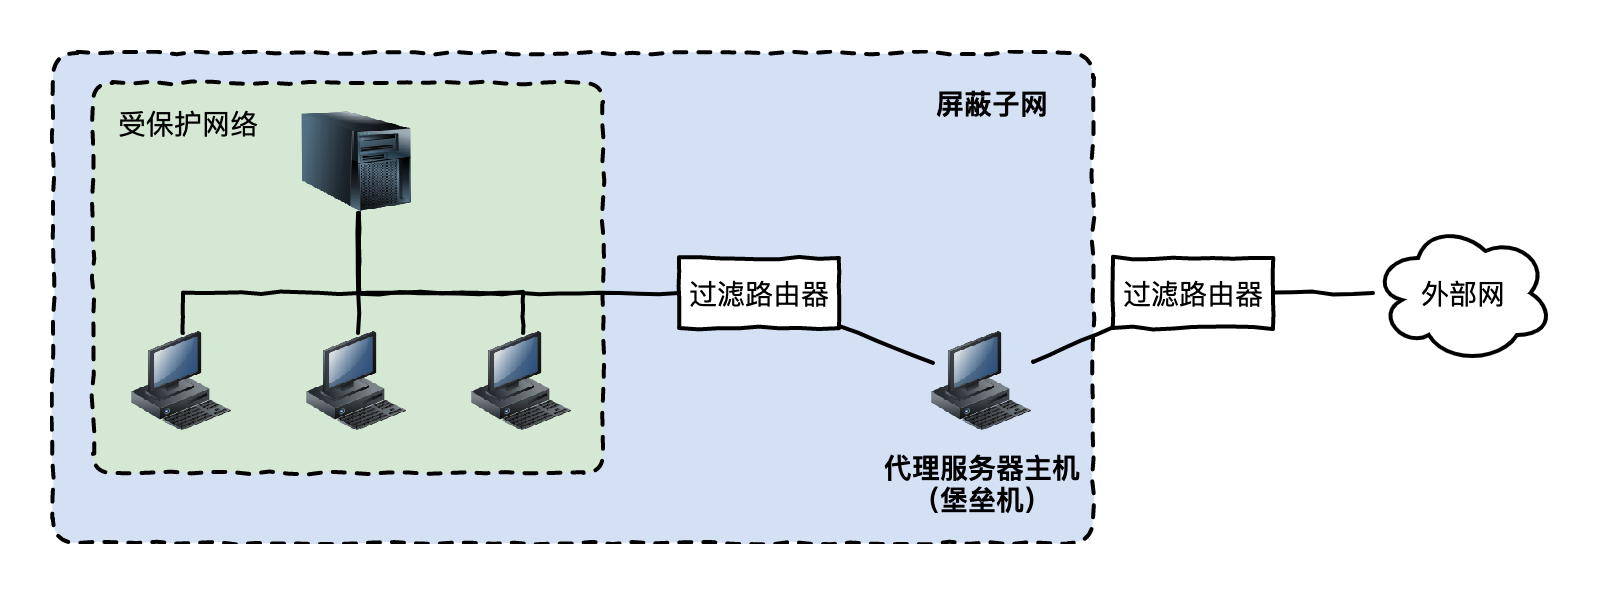 屏蔽子网
受保护网络
过滤路由器
过滤路由器
外部网
代理服务器主机
（堡垒机）